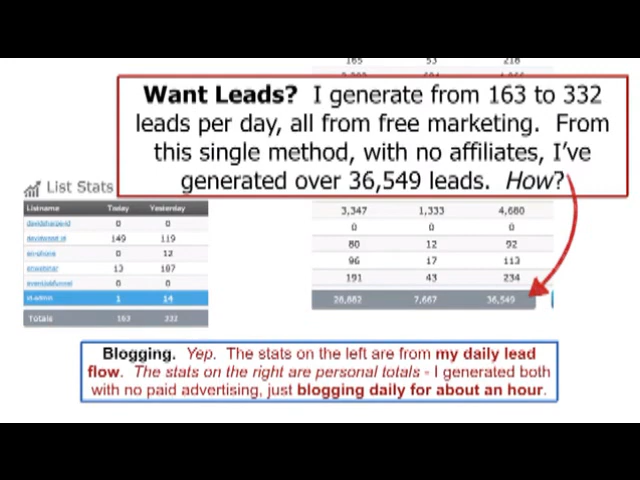 165 53 218
Want Leads? I generate from 163 to 332
leads per day, all from free marketing. From
this single method, with no affiliates, I've
generated over 36,549 leads. How?
List Stats
Listname Today Yesterday
0 0
149 119
0 12
13 187
0 0
1 14
Totals 163 332
3,347 1,333 4,680
0 0 0
80 12 92
96 17 113
191 43 234
28,882 7,667 36,549
Blogging. Yep. The stats on the left are from my daily lead
flow. The stats on the right are personal totals - I generated both
with no paid advertising, just blogging daily for about an hour.